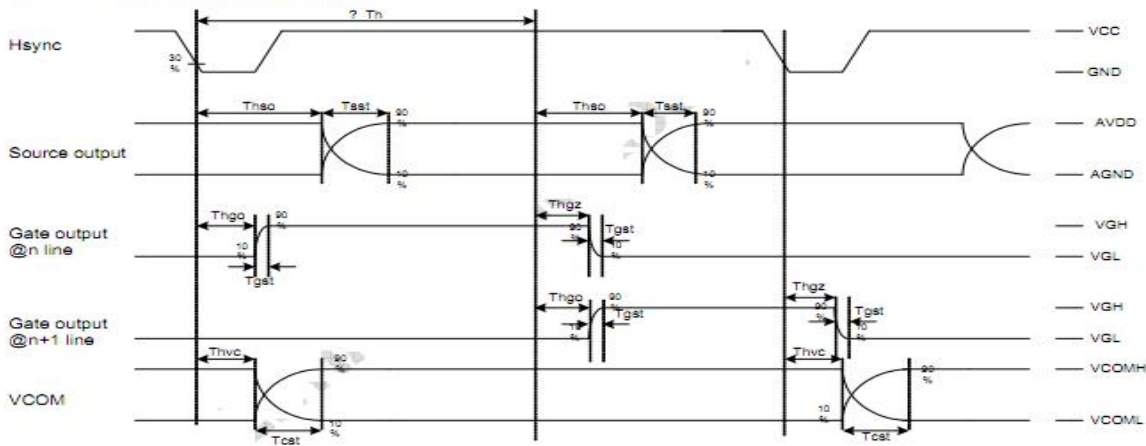 ? Th
Hsync
VCC
30
%
GND
Thso
Tsst
90
%
Thso
Tsst
90
%
AVDD
Source output
10
%
10
%
AGND
Thgo
90
%
Thgz
VGH
Gate output
@n line
10
%
90
%
Tgst
10
%
VGL
Tgst
Thgz
Thgo
90
%
VGH
Gate output
@n+1 line
10
%
Tgst
90
%
Tgst
10
%
VGL
Thvc
Thvc
90
%
90
%
VCOMH
VCOM
10
%
10
%
VCOML
Tcst
Tcst